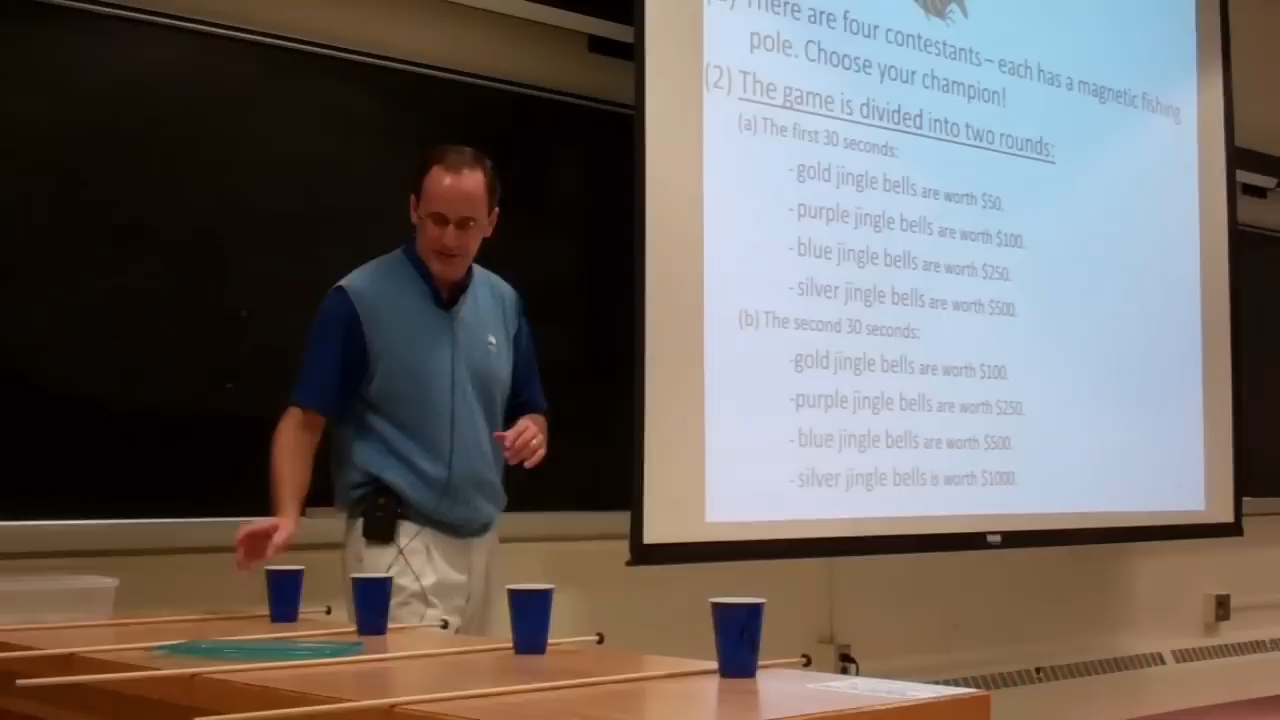 There are four contestants – each has a magnetic fishing
pole. Choose your champion!
(2) The game is divided into two rounds:
(a) The first 30 seconds:
-gold jingle bells are worth $50.
-purple jingle bells are worth $100.
-blue jingle bells are worth $250.
-silver jingle bells are worth $500.
(b) The second 30 seconds:
-gold jingle bells are worth $100.
-purple jingle bells are worth $250.
-blue jingle bells are worth $500.
-silver jingle bells is worth $1000.